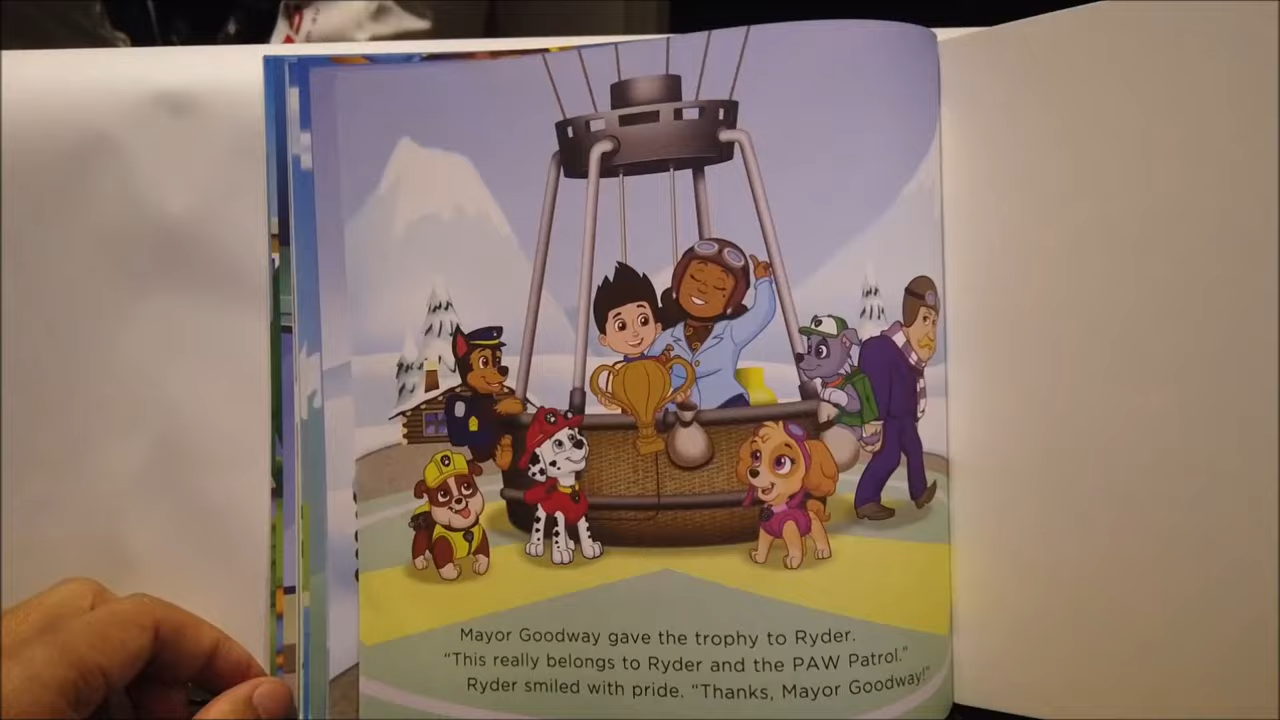 Mayor Goodway gave the trophy to Ryder.
“This really belongs to Ryder and the PAW Patrol.”
Ryder smiled with pride. “Thanks, Mayor Goodway!”